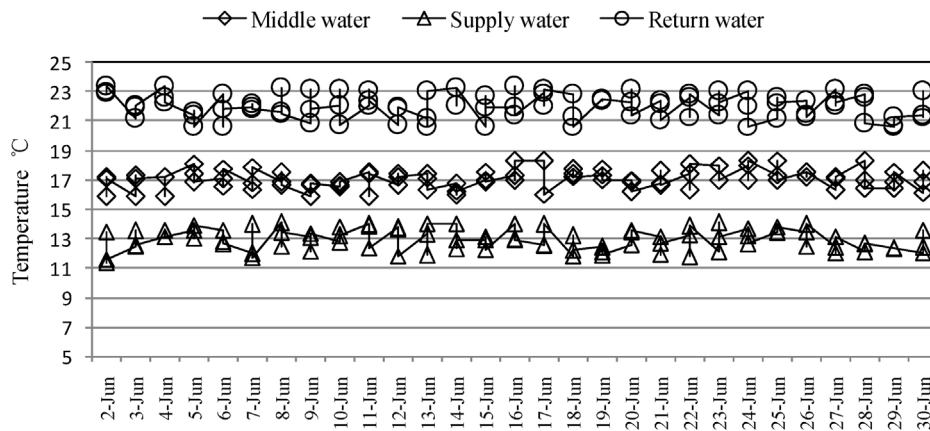 Middle water Supply water Return water
Temperature ℃
25
23
21
19
17
15
13
11
9
7
5
2-Jun
3-Jun
4-Jun
5-Jun
6-Jun
7-Jun
8-Jun
9-Jun
10-Jun
11-Jun
12-Jun
13-Jun
14-Jun
15-Jun
16-Jun
17-Jun
18-Jun
19-Jun
20-Jun
21-Jun
22-Jun
23-Jun
24-Jun
25-Jun
26-Jun
27-Jun
28-Jun
29-Jun
30-Jun